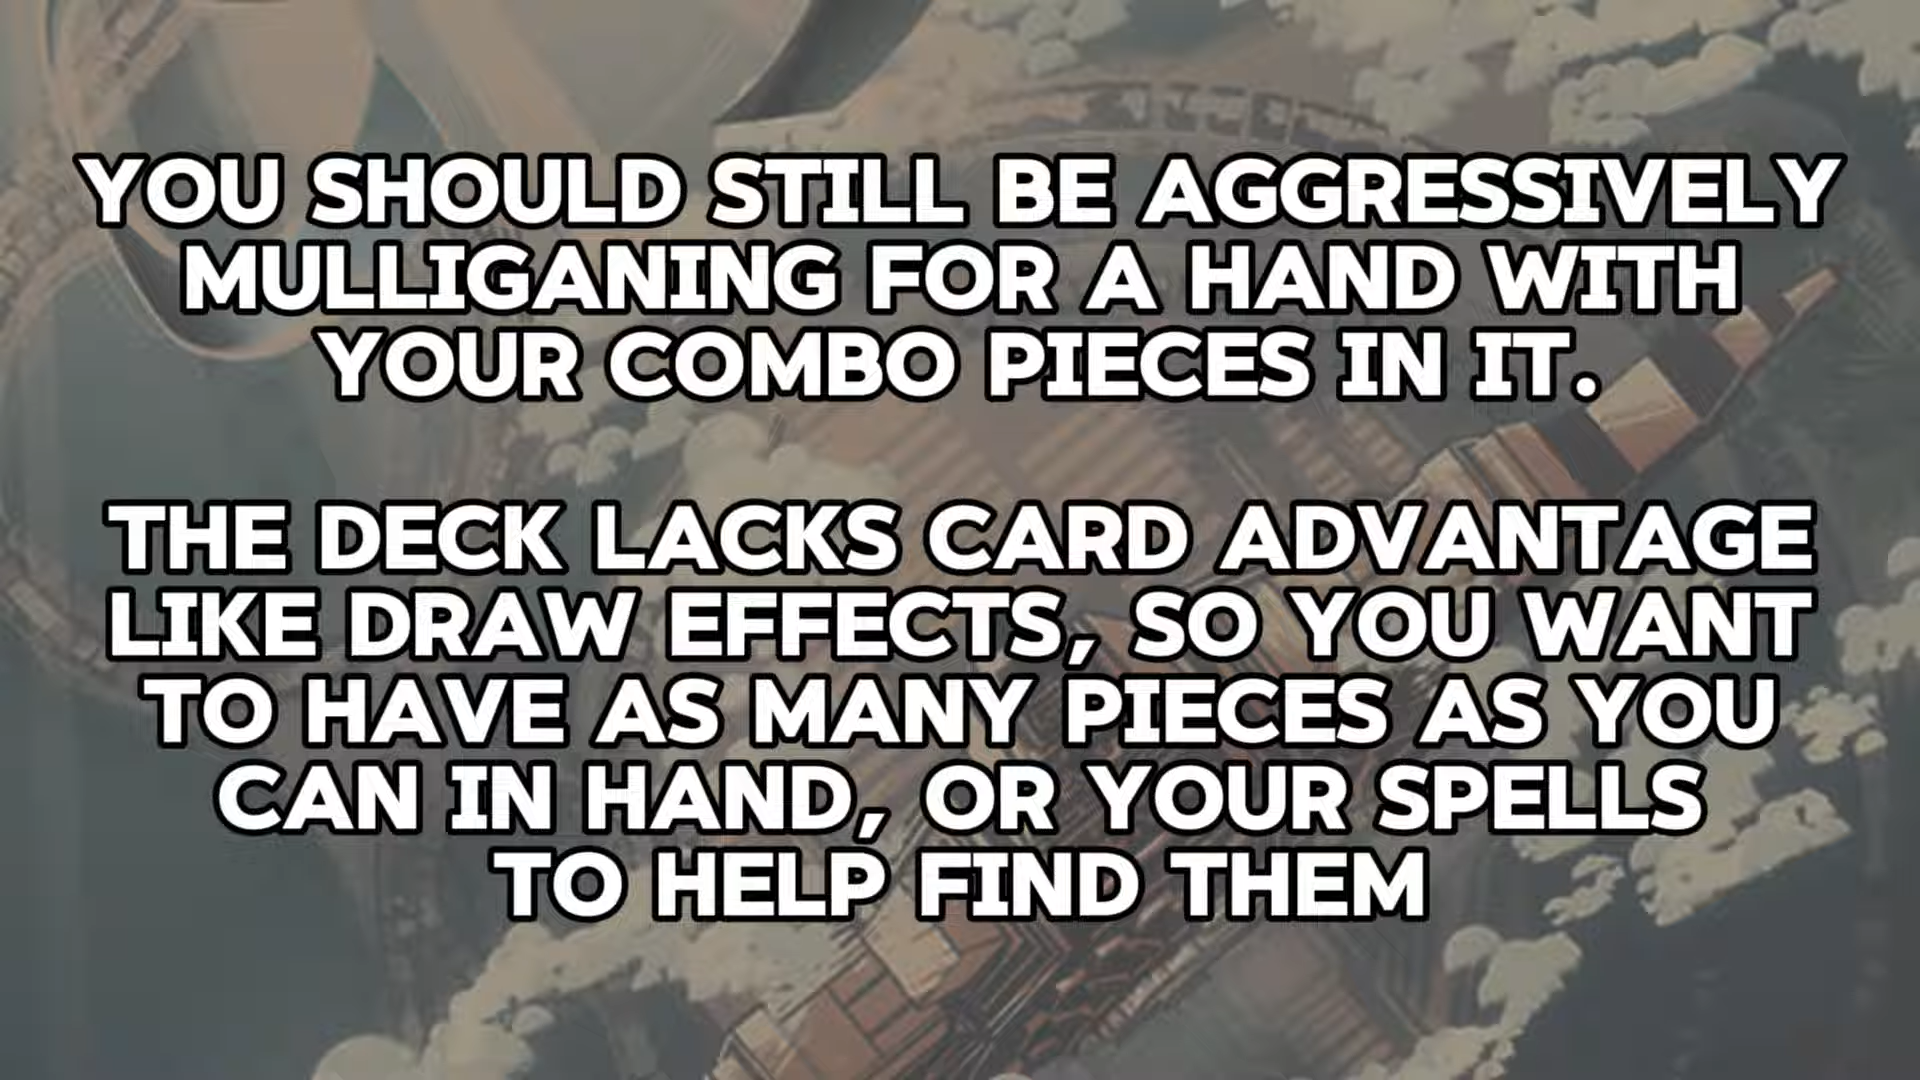 YOU SHOULD STILL BE AGGRESSIVELY
MULLIGANING FOR A HAND WITH
YOUR COMBO PIECES IN IT.
THE DECK LACKS CARD ADVANTAGE
LIKE DRAW EFFECTS, SO YOU WANT
TO HAVE AS MANY PIECES AS YOU
CAN IN HAND, OR YOUR SPELLS
TO HELP FIND THEM